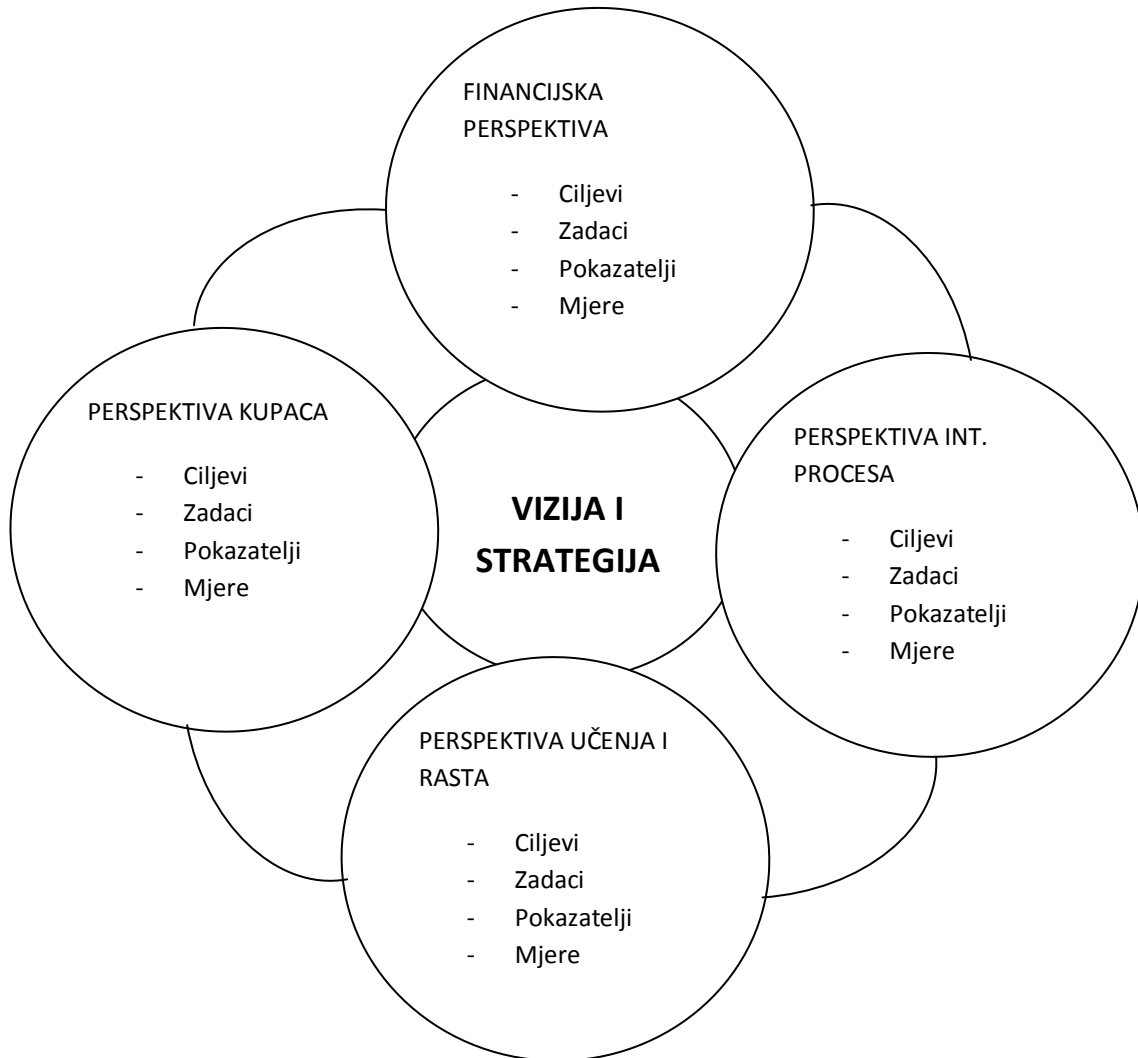 FINANCIJSKA
PERSPEKTIVA
- Ciljevi
- Zadaci
- Pokazatelji
- Mjere
PERSPEKTIVA KUPACA
- Ciljevi
- Zadaci
- Pokazatelji
- Mjere
VIZIJA I
STRATEGIJA
PERSPEKTIVA INT.
PROCESA
- Ciljevi
- Zadaci
- Pokazatelji
- Mjere
PERSPEKTIVA UČENJA I
RASTA
- Ciljevi
- Zadaci
- Pokazatelji
- Mjere